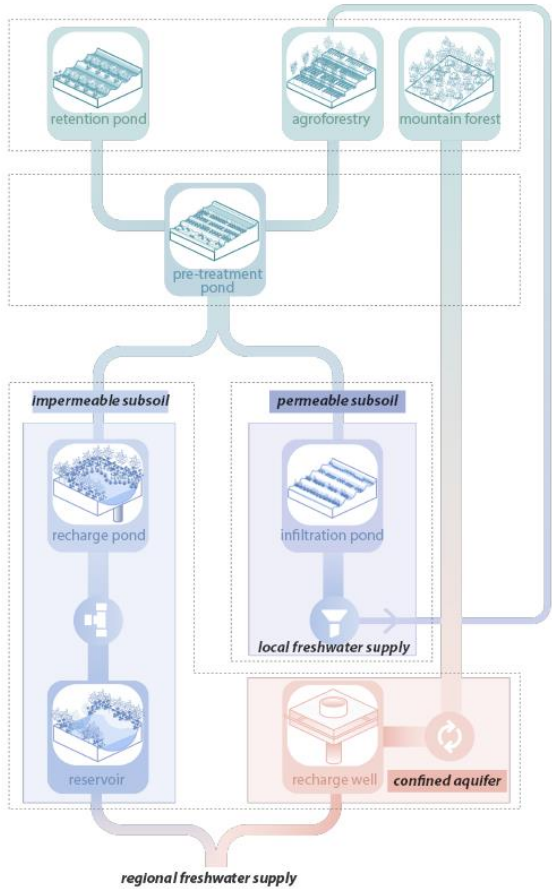 retention pond
agroforestry
mountain forest
pre-treatment
pond
impermeable subsoil
permeable subsoil
recharge pond
infiltration pond
local freshwater supply
reservoir
recharge well
confined aquifer
regional freshwater supply